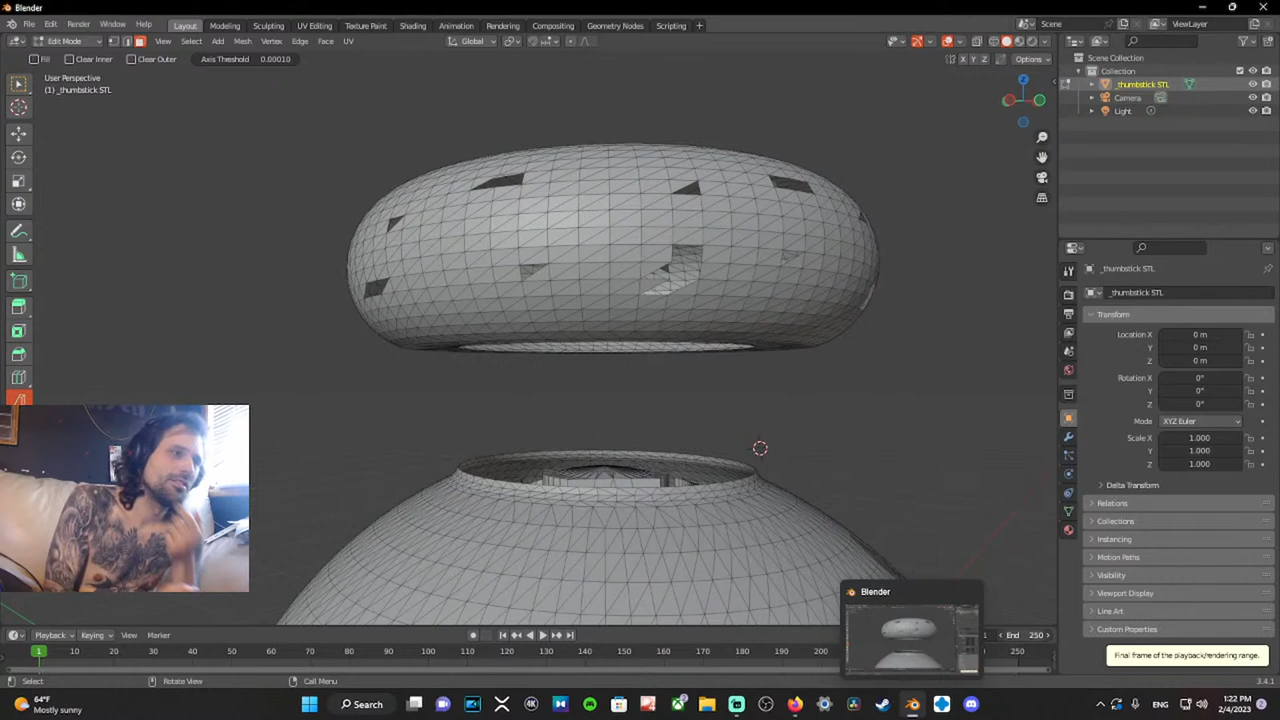 Blender
File Edit Render Window Help Layout Modeling Sculpting UV Editing Texture Paint Shading Animation Rendering Compositing Geometry Nodes Scripting + Scene ViewLayer
Edit Mode View Select Add Mesh Vertex Edge Face UV Global
Fill Clear Inner Clear Outer Axis Threshold 0.00010 X Y Z Options
User Perspective
(1) _thumbstick STL
Z
Scene Collection
Collection
_thumbstick STL
Camera
Light
_thumbstick STL
_thumbstick STL
Transform
Location X 0 m
Y 0 m
Z 0 m
Rotation X 0°
Y 0°
Z 0°
Mode XYZ Euler
Scale X 1.000
Y 1.000
Z 1.000
Delta Transform
Relations
Collections
Instancing
Motion Paths
Visibility
Viewport Display
Line Art
Custom Properties
Blender
Final frame of the playback/rendering range.
Playback Keying View Marker 1 End 250
1 10 20 30 40 50 60 70 80 90 100 110 120 130 140 150 160 170 180 190 200 250
Select Rotate View Call Menu 3.4.1
64°F
Mostly sunny
Search
ENG
1:22 PM
2/4/2023